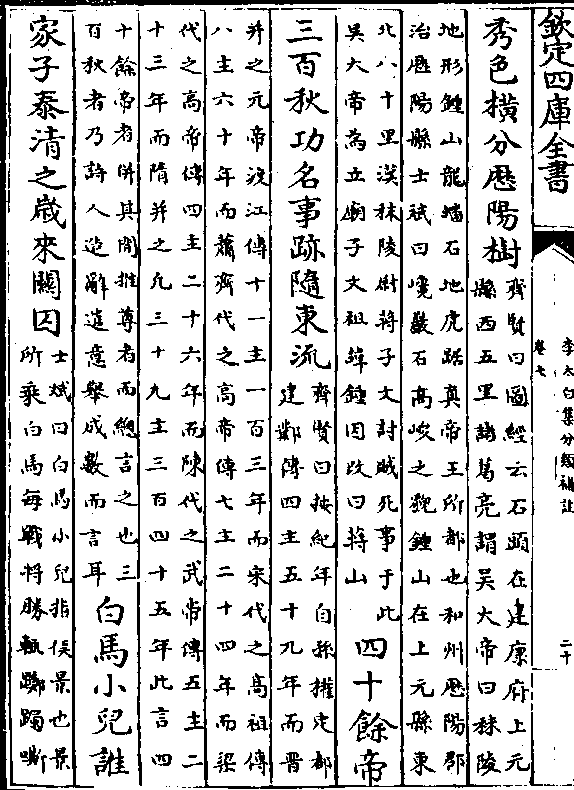 欽定四庫全書
李太白集分類補註
卷七
二十
秀色橫分歷陽樹
齊賢曰圖經云石頭在建康府上元
縣西五里諸葛亮謂吳大帝曰秣陵
地形鍾山龍蟠石地虎踞真帝王所都也和州歷陽郡
治歷陽縣士贇曰巉巖石高峻之貌鍾山在上元縣東
北八十里漢秣陵尉蔣子文討賊死事于此
吳大帝為立廟子文祖諱鍾因改曰蔣山
四十餘帝
三百秋功名事跡隨東流
齊賢曰按紀年自孫權定都
建鄴傳四主五十九年而晉
并之元帝渡江傳十一主一百三年而宋代之高祖傳
八主六十年而蕭齊代之高帝傳七主二十四年而梁
代之高帝傳四主二十六年而陳代之武帝傳五主二
十三年而隋并之凡三十九主三百四十五年此言四
十餘帝者併其間推尊者而緫言之也三
百秋者乃詩人造辭遣意舉成數而言耳
白馬小兒誰
家子泰清之歲來關囚
士贇曰白馬小兒指侯景也景
所乘白馬每戰将勝輒躑躅嘶